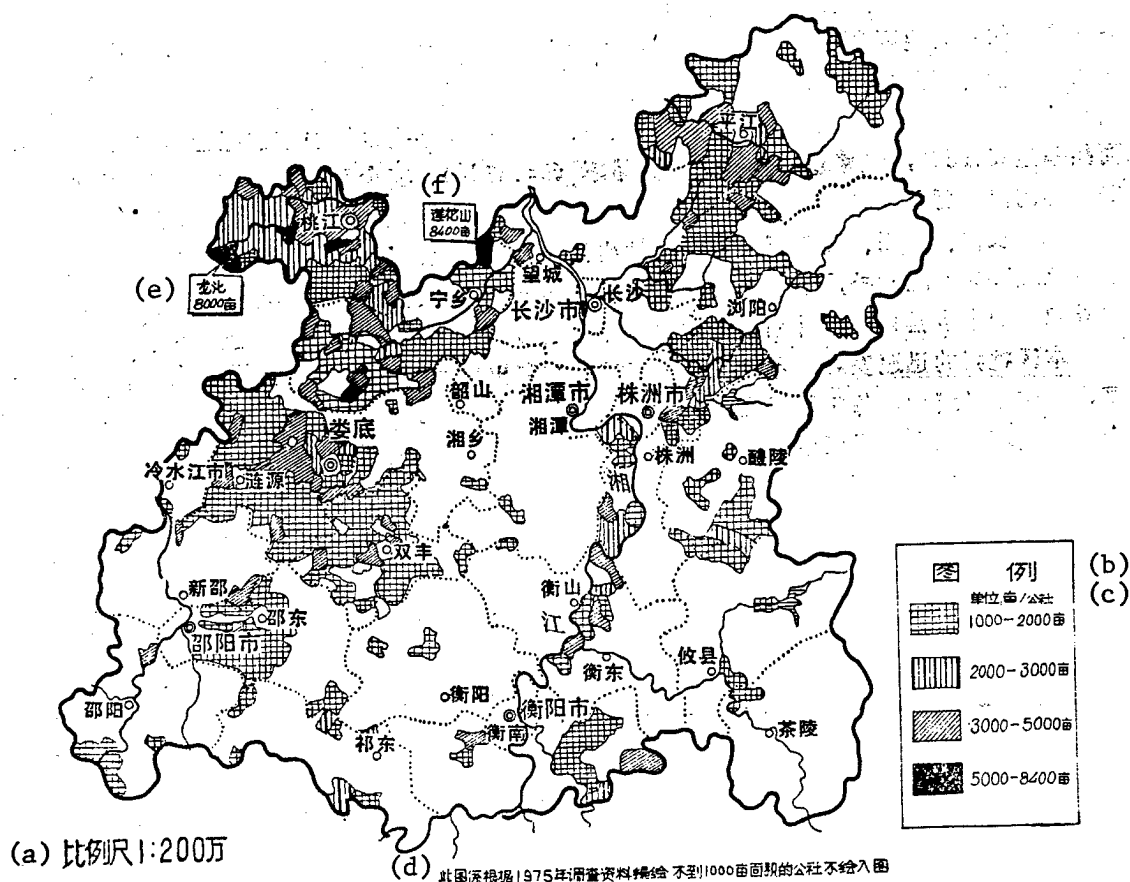 平江
(f)
莲花山
8400亩
桃江
(e)
龙光
8000亩
望城
宁乡
长沙
长沙市
浏阳
韶山
湘潭市
株洲市
湘潭
娄底
湘乡
株洲
醴陵
冷水江市
涟源
湘
双丰
新邵
邵东
邵阳市
衡山
江
衡东
攸县
邵阳
衡阳
衡阳市
衡南
祁东
茶陵
图 例 (b)
单位,亩/公社 (c)
1000-2000亩
2000-3000亩
3000-5000亩
5000-8400亩
(a) 比例尺1:200万
(d) 此图系根据1975年调查资料编绘 不到1000亩面积的公社不绘入图